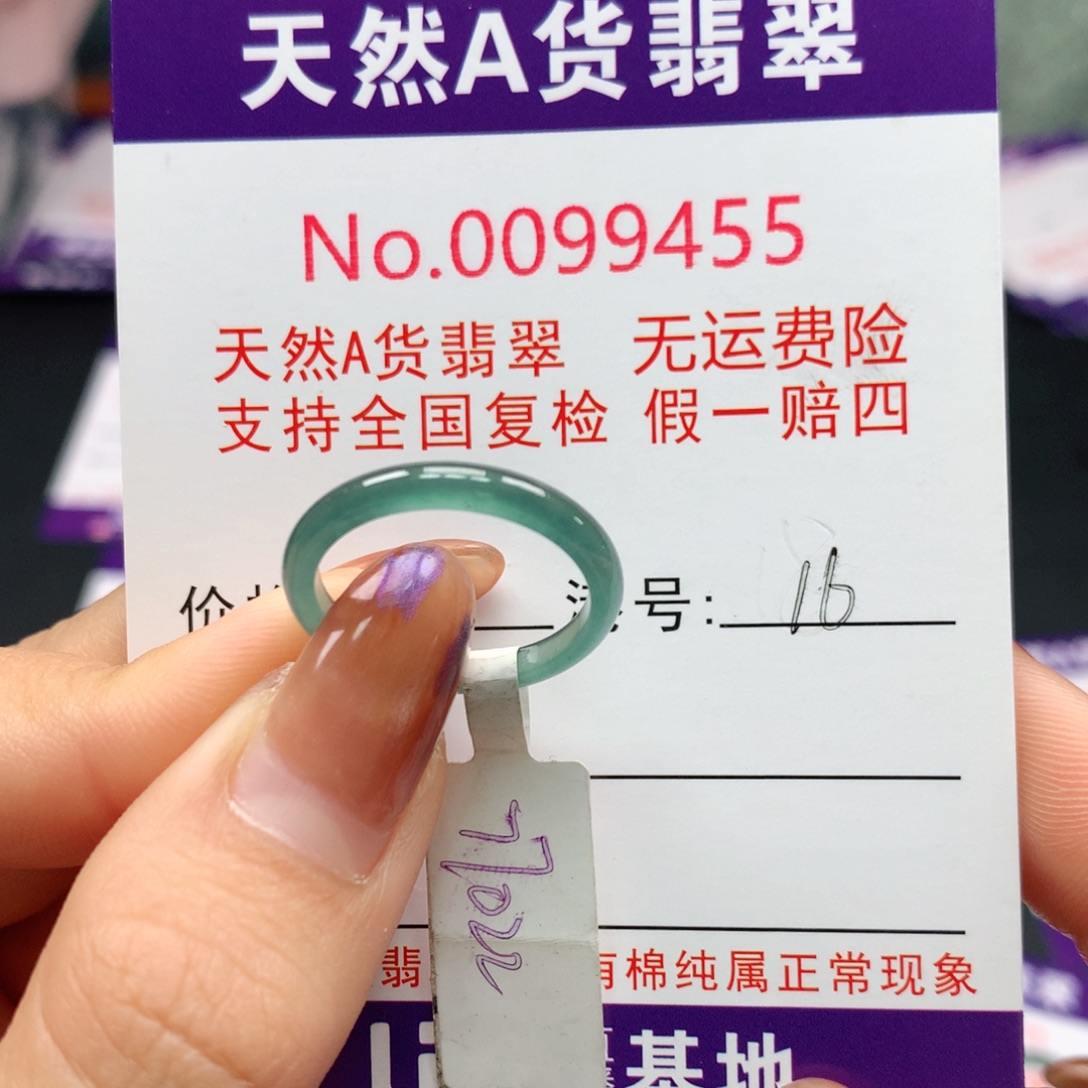 天然A货翡翠
No.0099455
天然A货翡翠 无运费险
支持全国复检 假一赔四
价 号: 16
翡 有棉纯属正常现象
基地